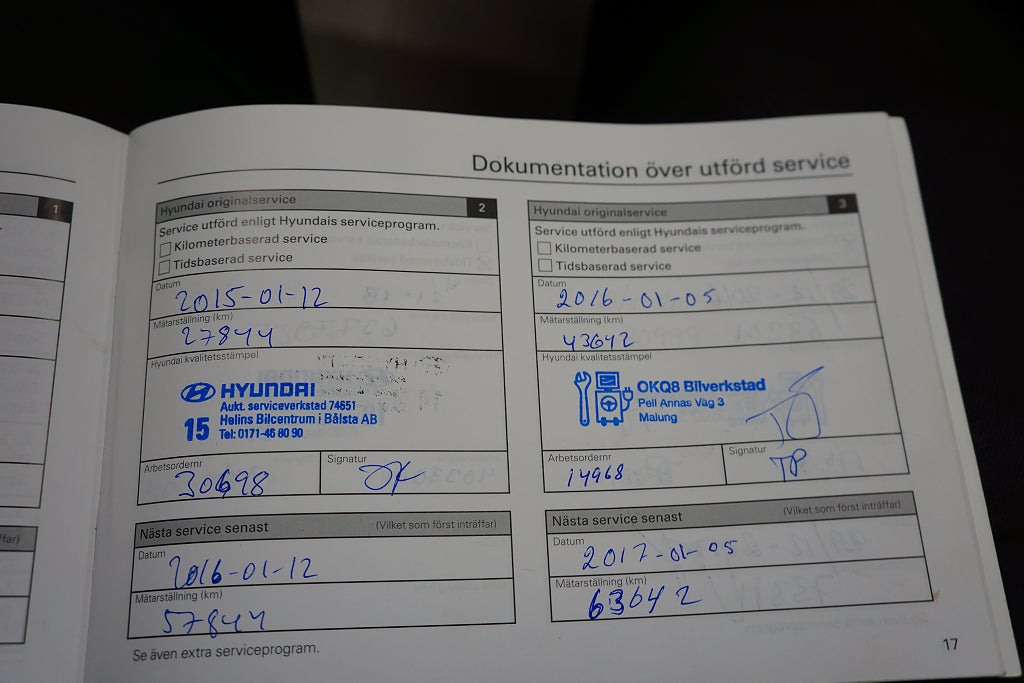 Dokumentation över utförd service
1
Hyundai originalservice 2
Service utförd enligt Hyundais serviceprogram.
Kilometerbaserad service
Tidsbaserad service
Datum
2015-01-12
Mätarställning (km)
27844
Hyundai kvalitetsstämpel
HYUNDAI
Aukt. serviceverkstad 74651
15 Helins Bilcentrum i Bålsta AB
Tel: 0171-46 80 90
Arbetsordernr
30698
Signatur
Nästa service senast (Vilket som först inträffar)
Datum
2016-01-12
Mätarställning (km)
57844
Se även extra serviceprogram.
Hyundai originalservice 3
Service utförd enligt Hyundais serviceprogram.
Kilometerbaserad service
Tidsbaserad service
Datum
2016-01-05
Mätarställning (km)
43642
Hyundai kvalitetsstämpel
OKQ8 Bilverkstad
Pell Annas Väg 3
Malung
Arbetsordernr
14968
Signatur
Nästa service senast (Vilket som först inträffar)
Datum
2017-01-05
Mätarställning (km)
63642
17